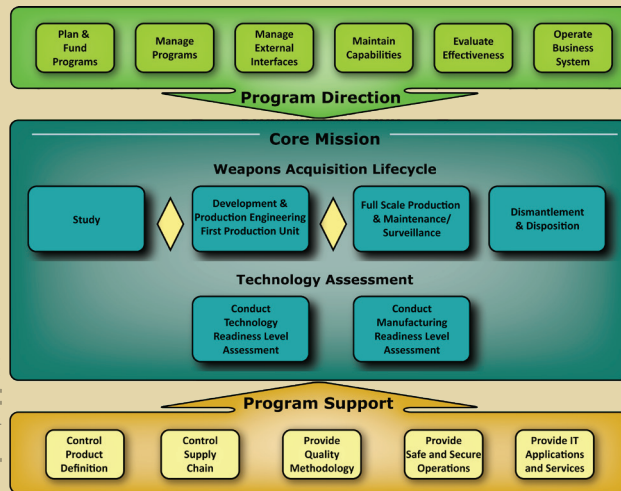 Plan &
Fund
Programs
Manage
Programs
Manage
External
Interfaces
Maintain
Capabilities
Evaluate
Effectiveness
Operate
Business
System
Program Direction
Core Mission
Weapons Acquisition Lifecycle
Study
Development &
Production Engineering
First Production Unit
Full Scale Production
& Maintenance/
Surveillance
Dismantlement
& Disposition
Technology Assessment
Conduct
Technology
Readiness Level
Assessment
Conduct
Manufacturing
Readiness Level
Assessment
Program Support
Control
Product
Definition
Control
Supply
Chain
Provide
Quality
Methodology
Provide
Safe and Secure
Operations
Provide IT
Applications
and Services